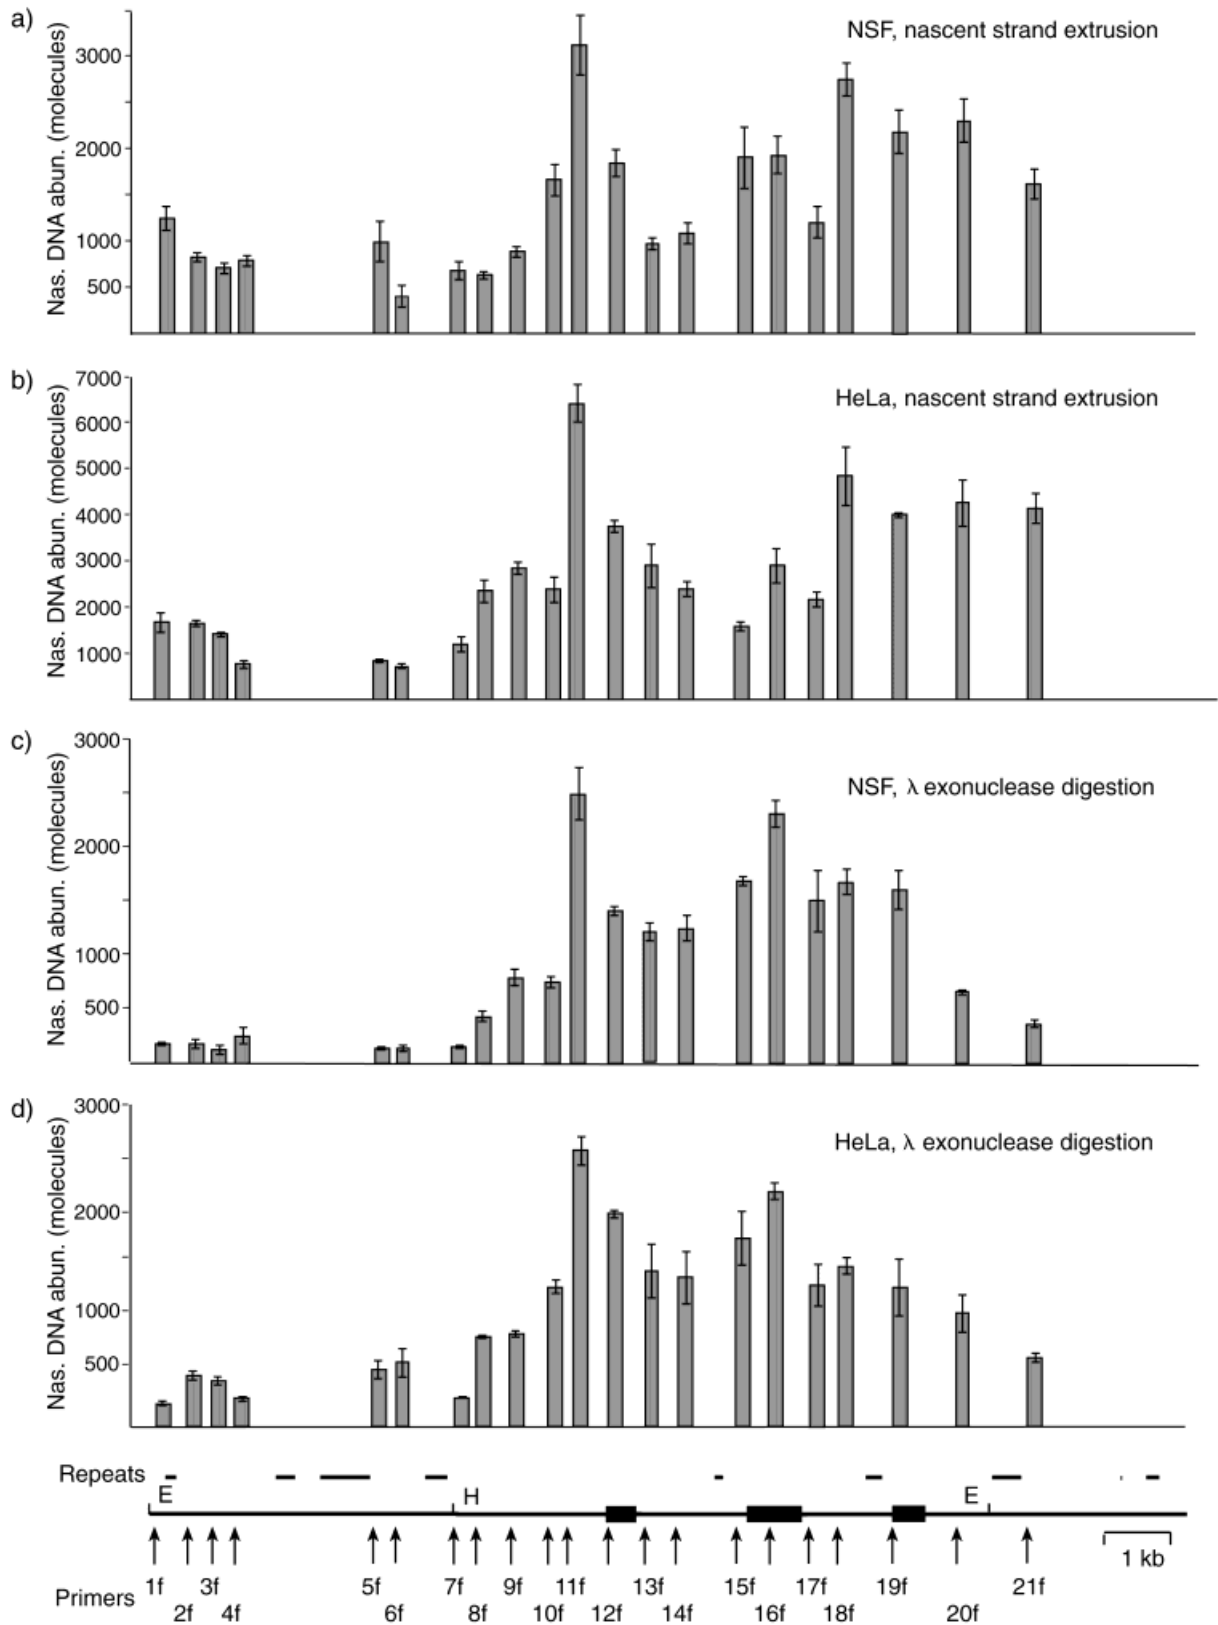 a)
NSF, nascent strand extrusion
Nas. DNA abun. (molecules)
3000
2000
1000
500
b)
HeLa, nascent strand extrusion
Nas. DNA abun. (molecules)
7000
6000
5000
4000
3000
2000
1000
c)
NSF, λ exonuclease digestion
Nas. DNA abun. (molecules)
3000
2000
1000
500
d)
HeLa, λ exonuclease digestion
Nas. DNA abun. (molecules)
3000
2000
1000
500
Repeats
E H E
1 kb
Primers
1f 3f 5f 7f 9f 11f 13f 15f 17f 19f 21f
2f 4f 6f 8f 10f 12f 14f 16f 18f 20f